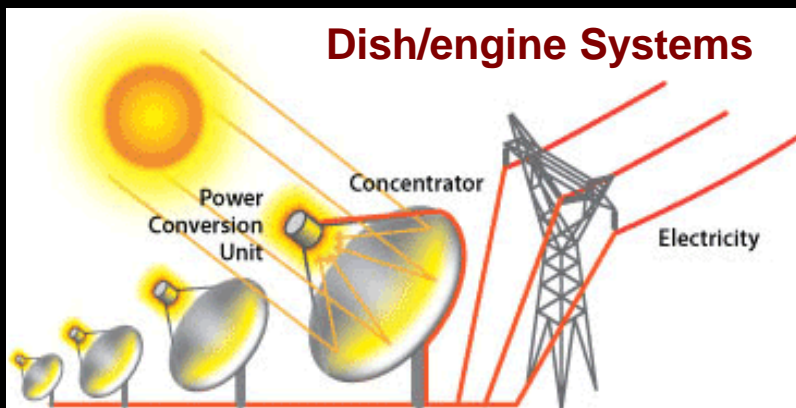 Dish/engine Systems
Concentrator
Power
Conversion
Unit
Electricity